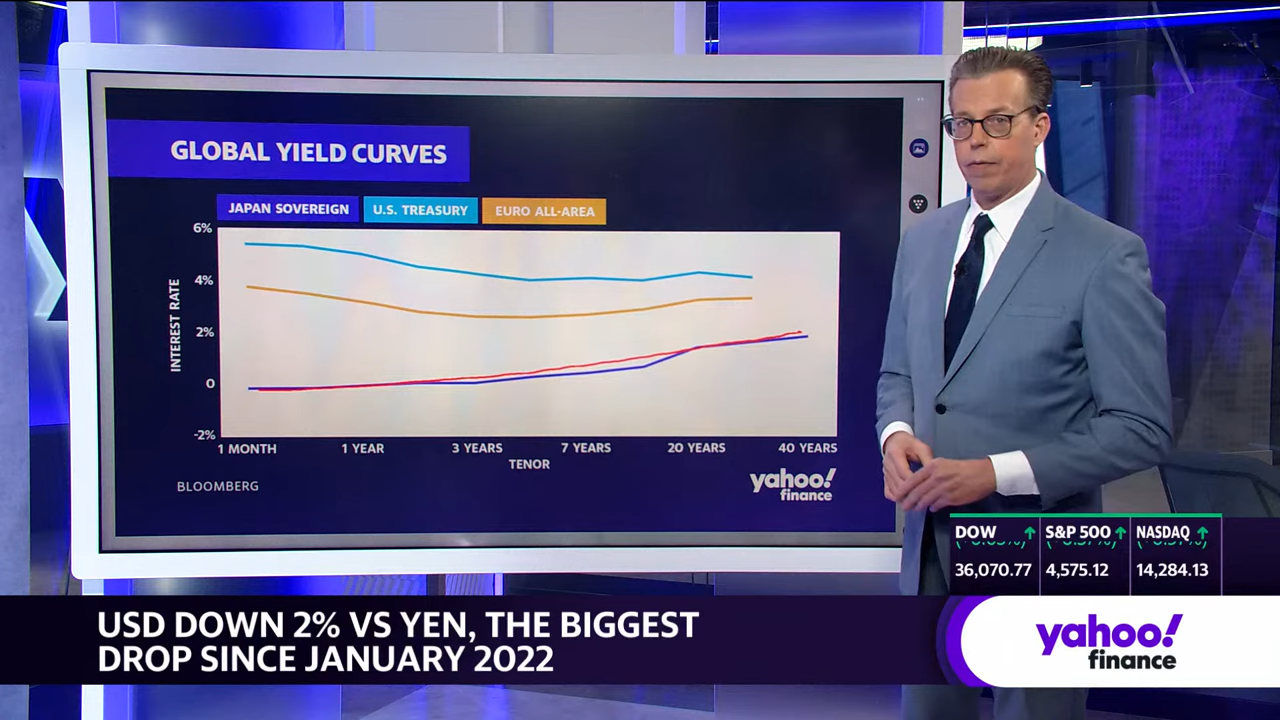 GLOBAL YIELD CURVES
JAPAN SOVEREIGN
U.S. TREASURY
EURO ALL-AREA
6%
4%
2%
0
-2%
INTEREST RATE
1 MONTH
1 YEAR
3 YEARS
7 YEARS
20 YEARS
40 YEARS
TENOR
BLOOMBERG
yahoo!
finance
DOW
36,070.77
S&P 500
4,575.12
NASDAQ
14,284.13
USD DOWN 2% VS YEN, THE BIGGEST
DROP SINCE JANUARY 2022
yahoo!
finance